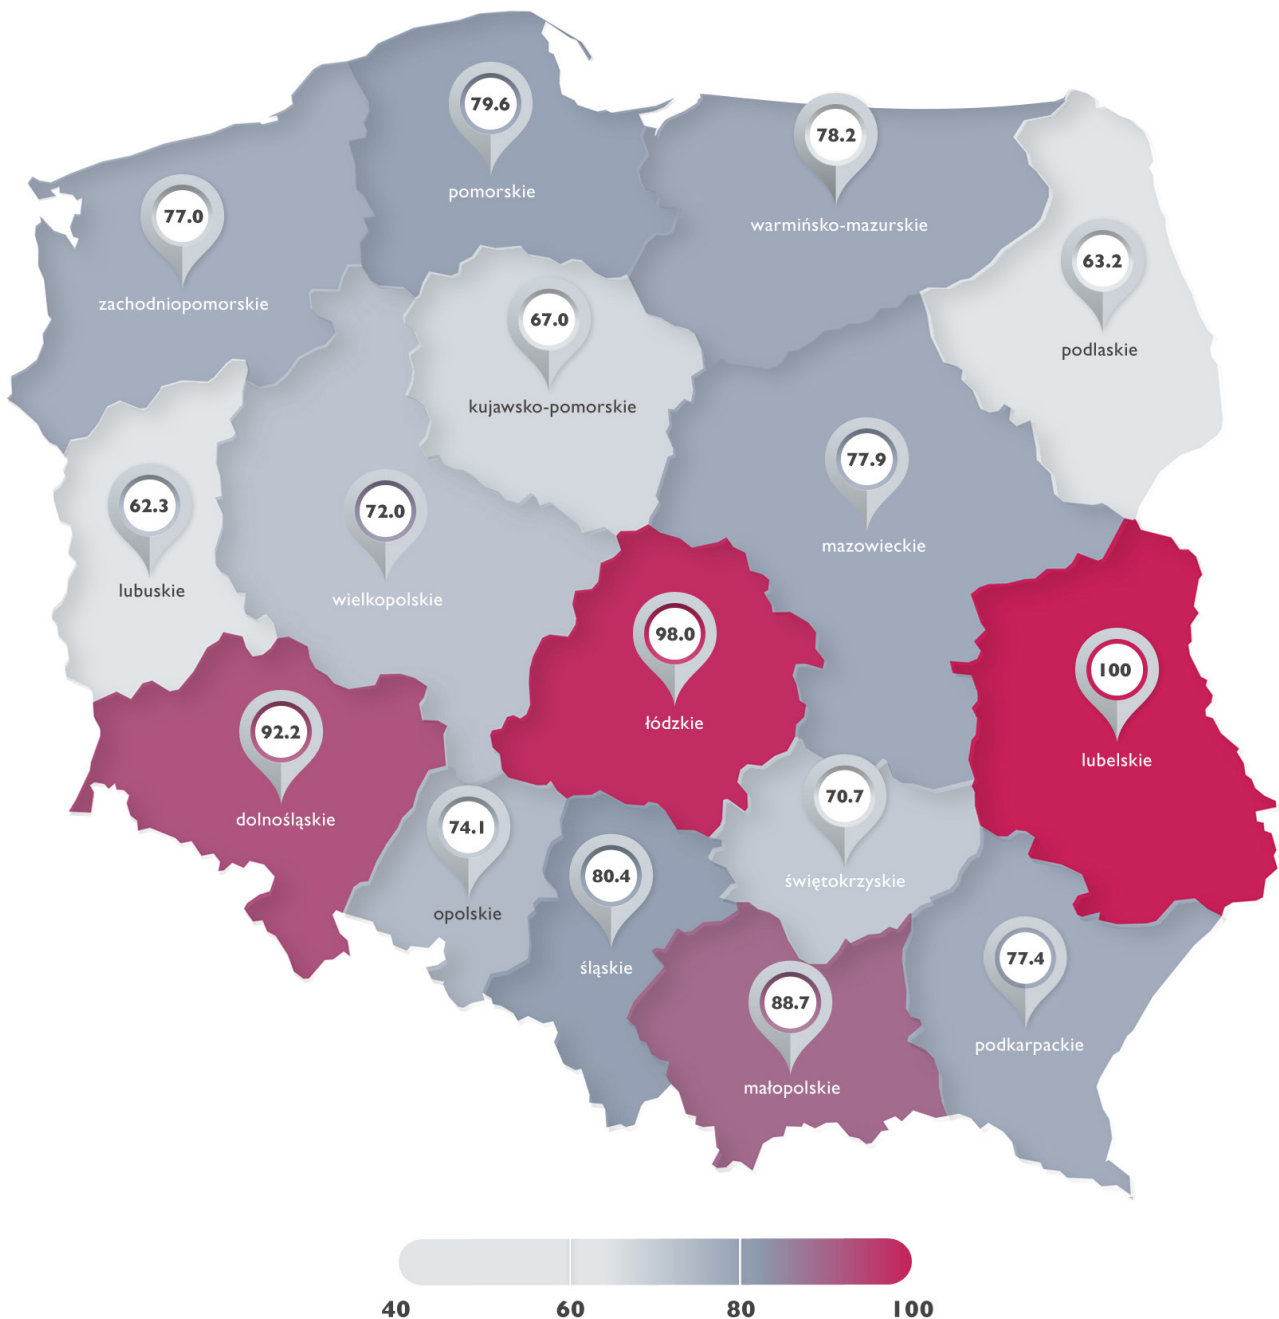 79.6
pomorskie
78.2
warmińsko-mazurskie
77.0
zachodniopomorskie
63.2
podlaskie
67.0
kujawsko-pomorskie
77.9
mazowieckie
62.3
lubuskie
72.0
wielkopolskie
98.0
łódzkie
100
lubelskie
92.2
dolnośląskie
74.1
opolskie
80.4
śląskie
70.7
świętokrzyskie
77.4
podkarpackie
88.7
małopolskie
40 60 80 100